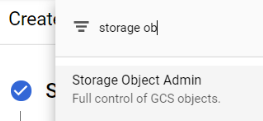 Create
storage ob
S
Storage Object Admin
Full control of GCS objects.